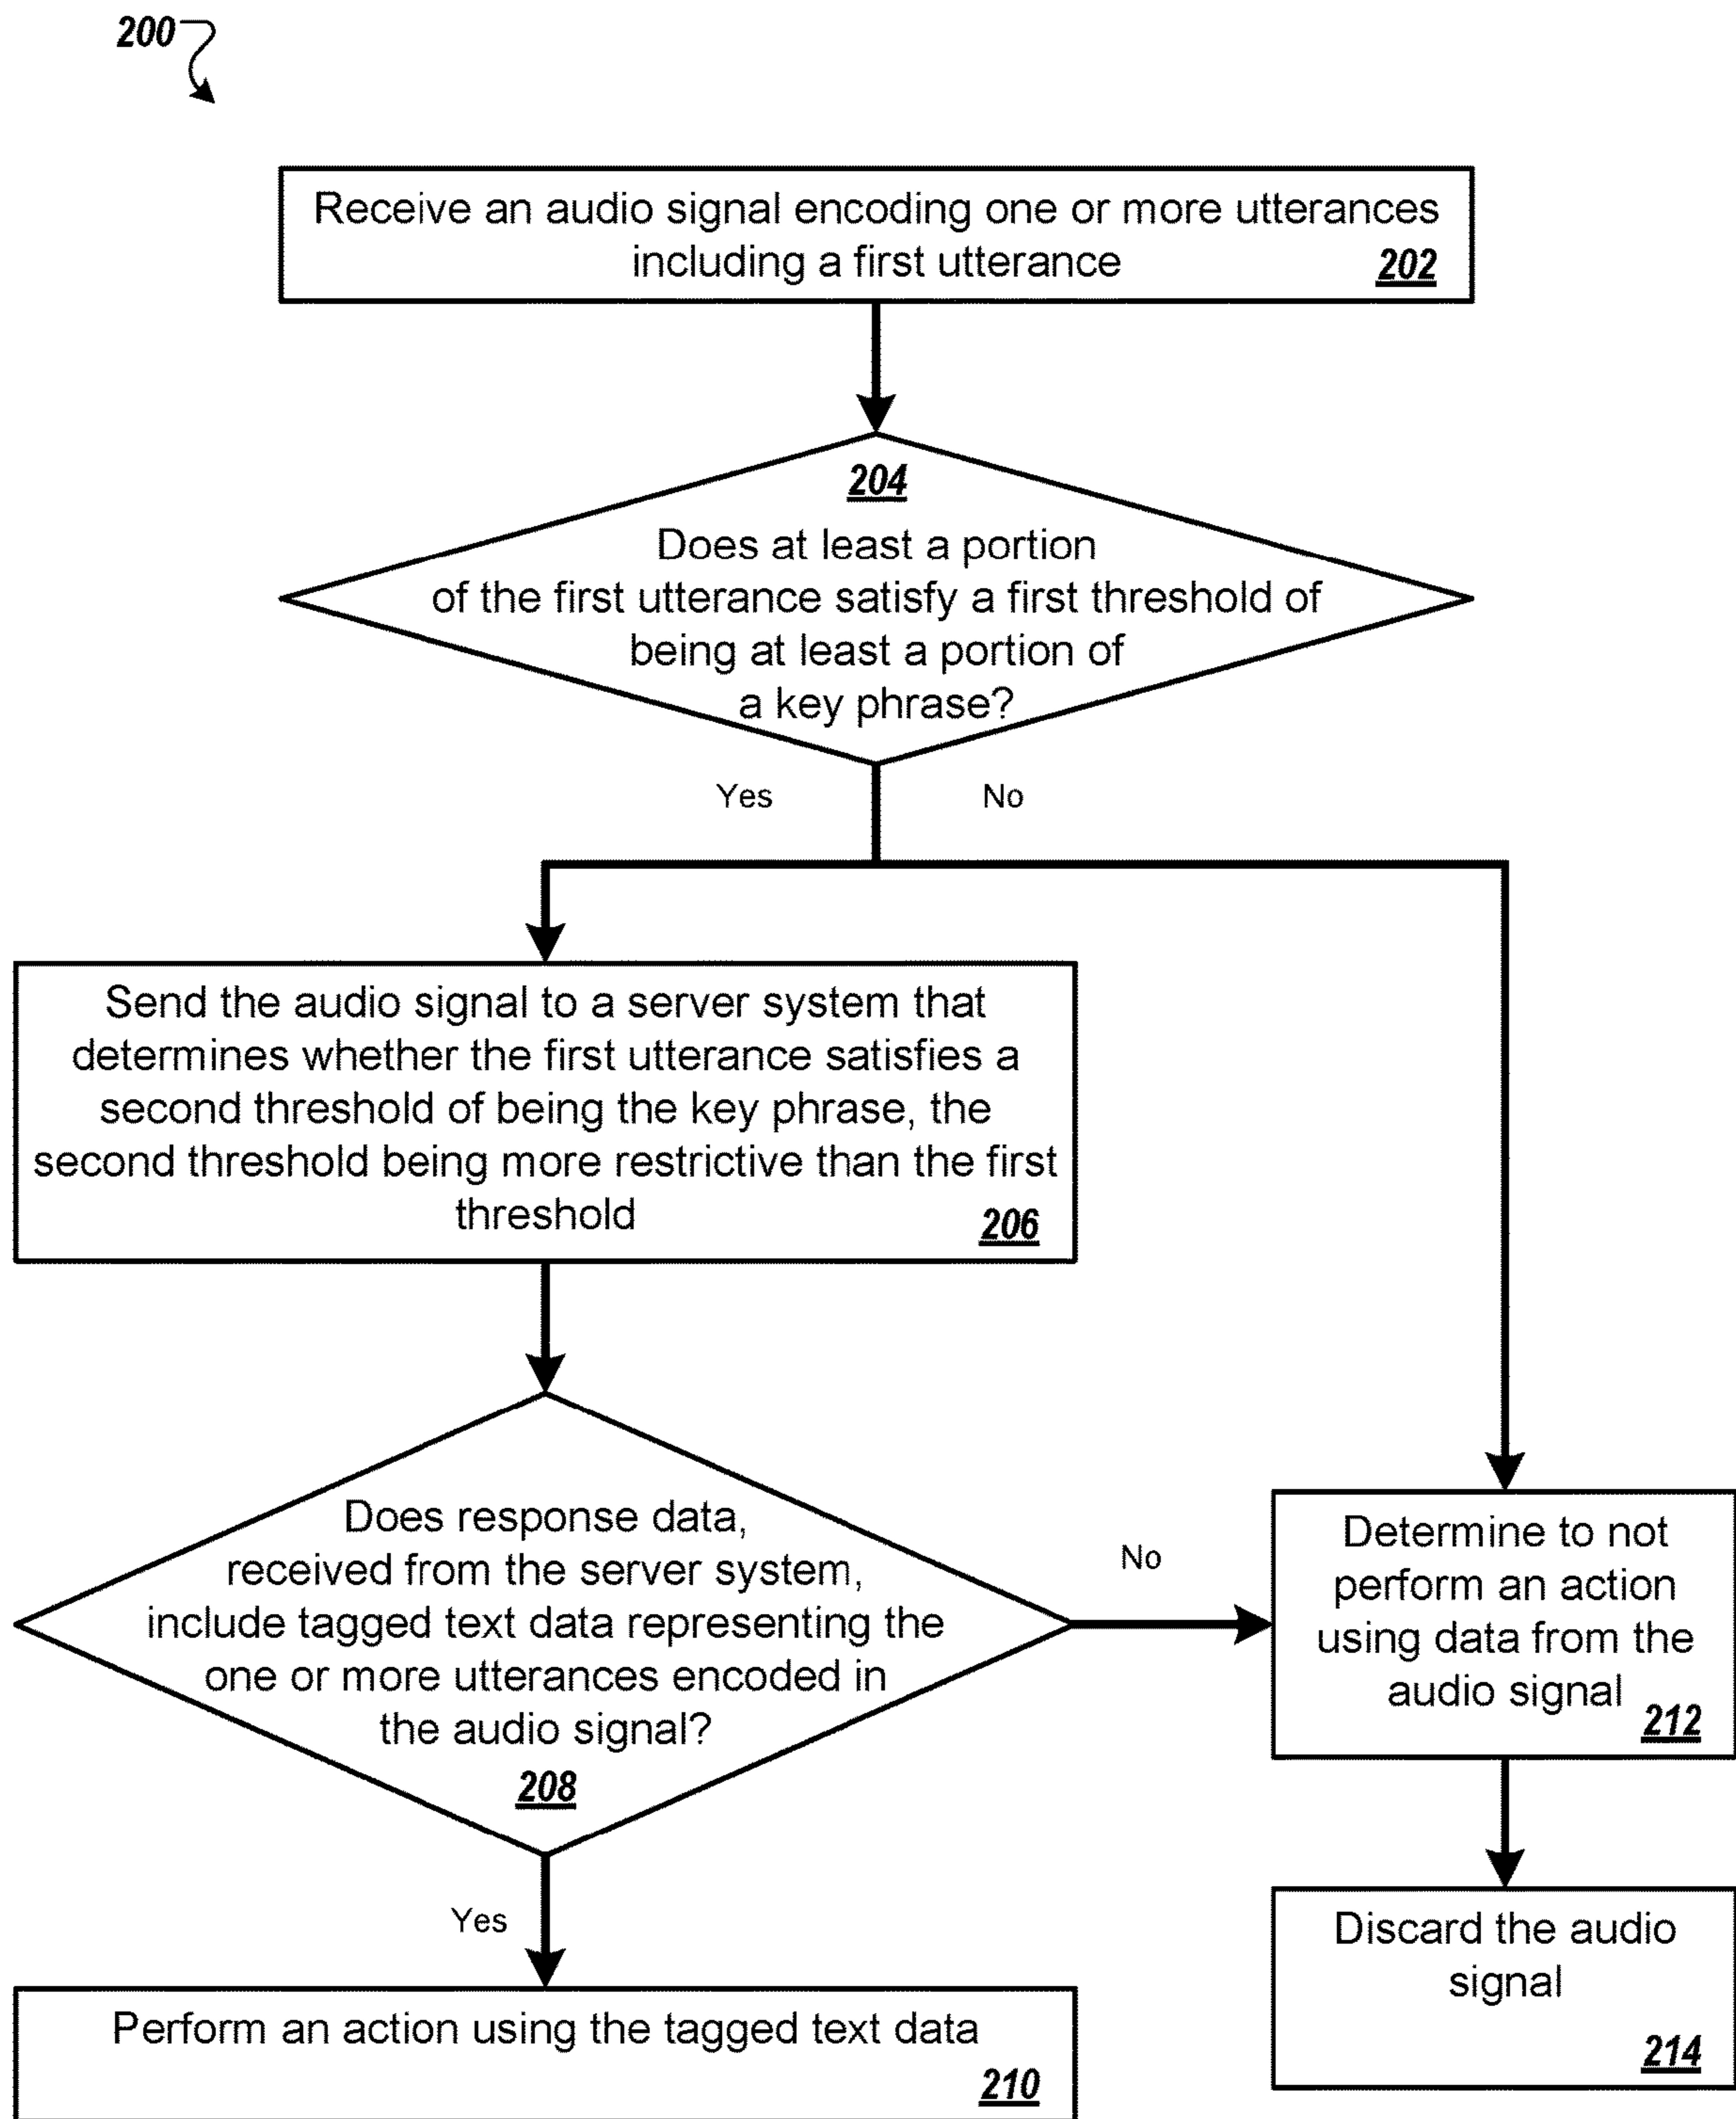 200
Receive an audio signal encoding one or more utterances
including a first utterance
202
204
Does at least a portion
of the first utterance satisfy a first threshold of
being at least a portion of
a key phrase?
Yes
No
Send the audio signal to a server system that
determines whether the first utterance satisfies a
second threshold of being the key phrase, the
second threshold being more restrictive than the first
threshold
206
Does response data,
received from the server system,
include tagged text data representing the
one or more utterances encoded in
the audio signal?
208
No
Determine to not
perform an action
using data from the
audio signal
212
Yes
Perform an action using the tagged text data
210
Discard the audio
signal
214